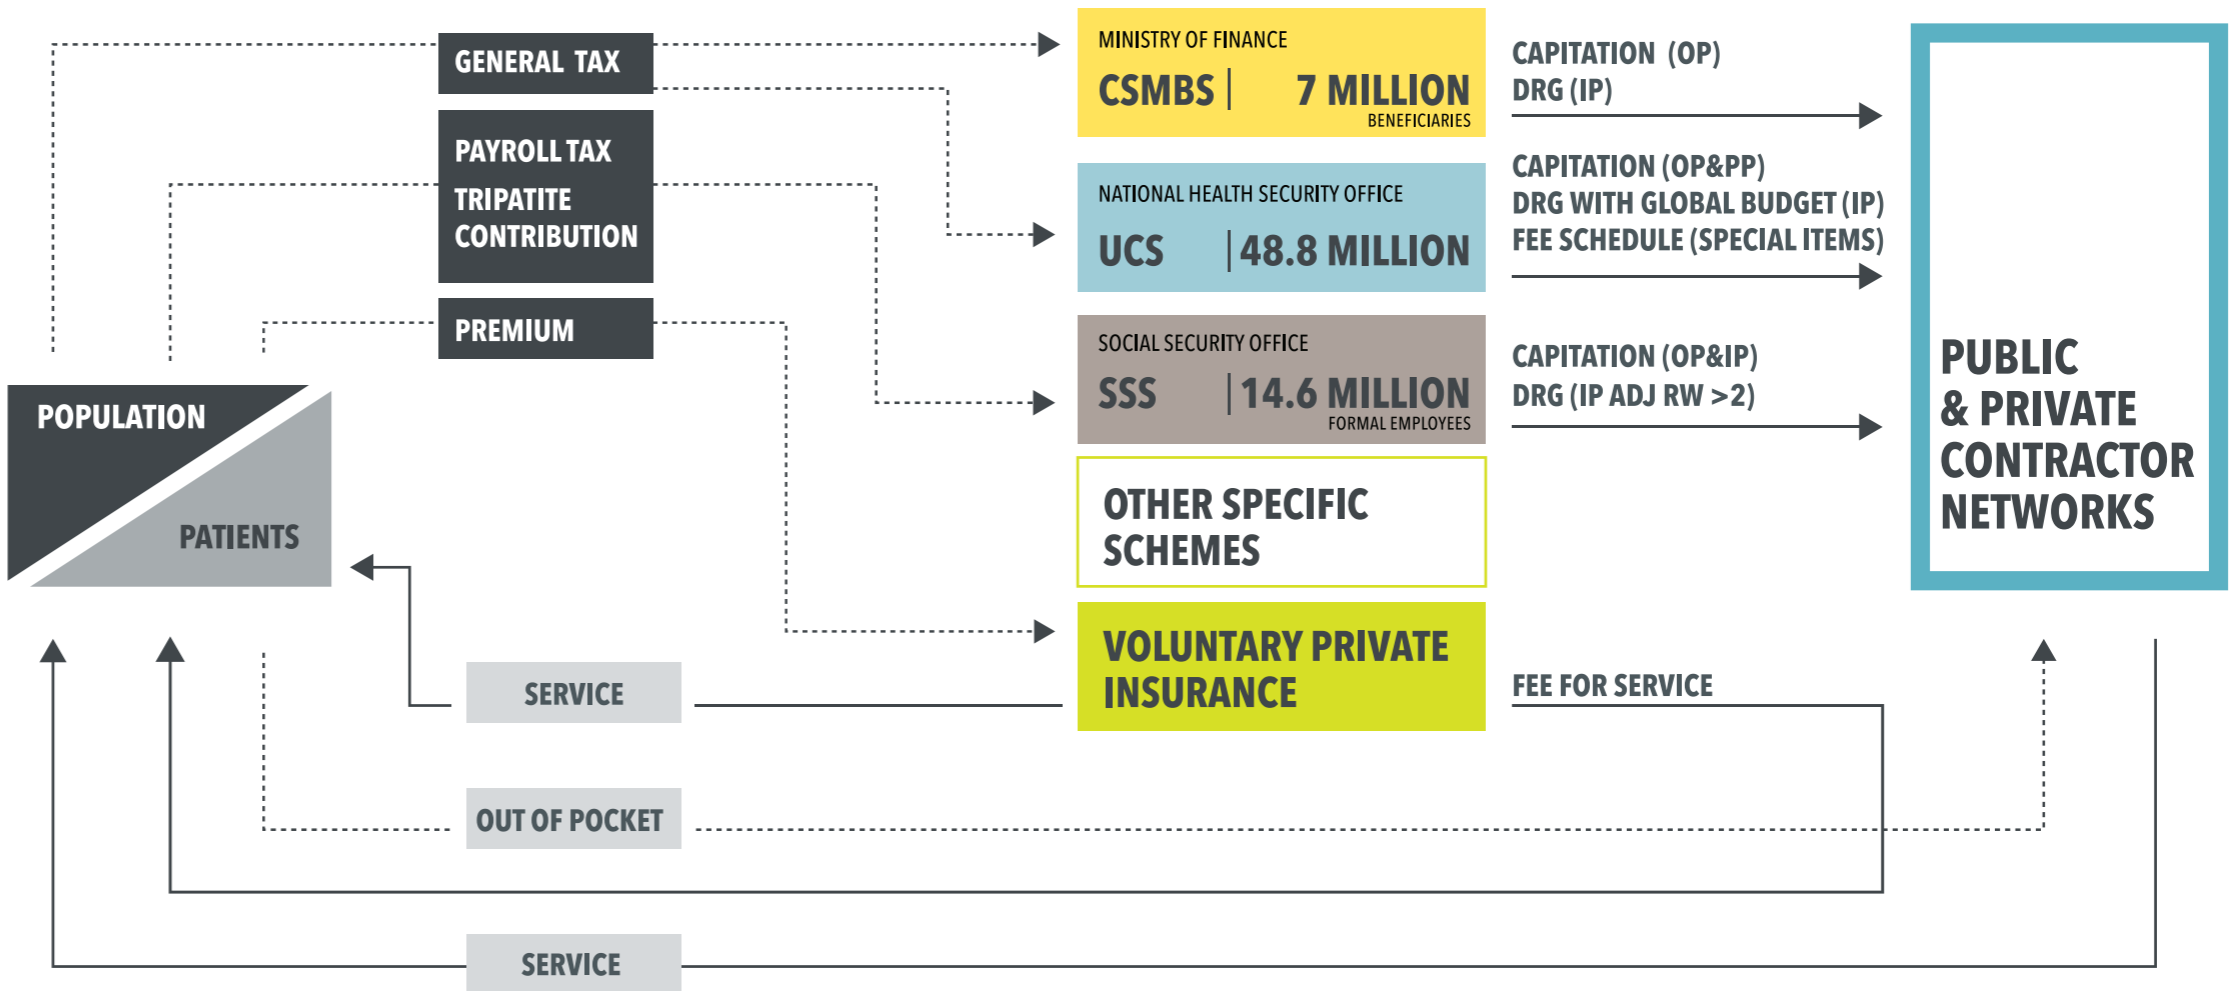 GENERAL TAX
PAYROLL TAX
TRIPATITE
CONTRIBUTION
PREMIUM
POPULATION
PATIENTS
MINISTRY OF FINANCE
CSMBS | 7 MILLION
BENEFICIARIES
NATIONAL HEALTH SECURITY OFFICE
UCS | 48.8 MILLION
SOCIAL SECURITY OFFICE
SSS | 14.6 MILLION
FORMAL EMPLOYEES
OTHER SPECIFIC
SCHEMES
VOLUNTARY PRIVATE
INSURANCE
CAPITATION (OP)
DRG (IP)
CAPITATION (OP&PP)
DRG WITH GLOBAL BUDGET (IP)
FEE SCHEDULE (SPECIAL ITEMS)
CAPITATION (OP&IP)
DRG (IP ADJ RW >2)
FEE FOR SERVICE
PUBLIC
& PRIVATE
CONTRACTOR
NETWORKS
SERVICE
OUT OF POCKET
SERVICE